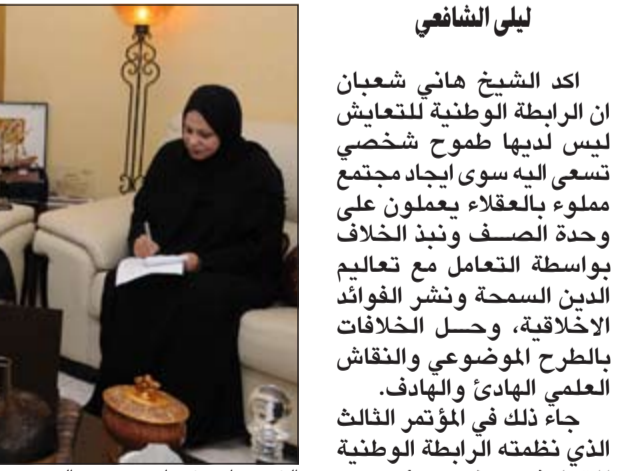 ليلى الشافعي
اكد الشيخ هاني شعبان
ان الرابطة الوطنية للتعايش
ليس لديها طموح شخصي
تسعى اليه سوى ايجاد مجتمع
مملوء بالعقلاء يعملون على
وحدة الصف ونبذ الخلاف
بواسطة التعامل مع تعاليم
الدين السمحة ونشر الفوائد
الاخلاقية، وحل الخلافات
بالطرح الموضوعي والنقاش
العلمي الهادئ والهادف.
جاء ذلك في المؤتمر الثالث
الذي نظمته الرابطة الوطنية